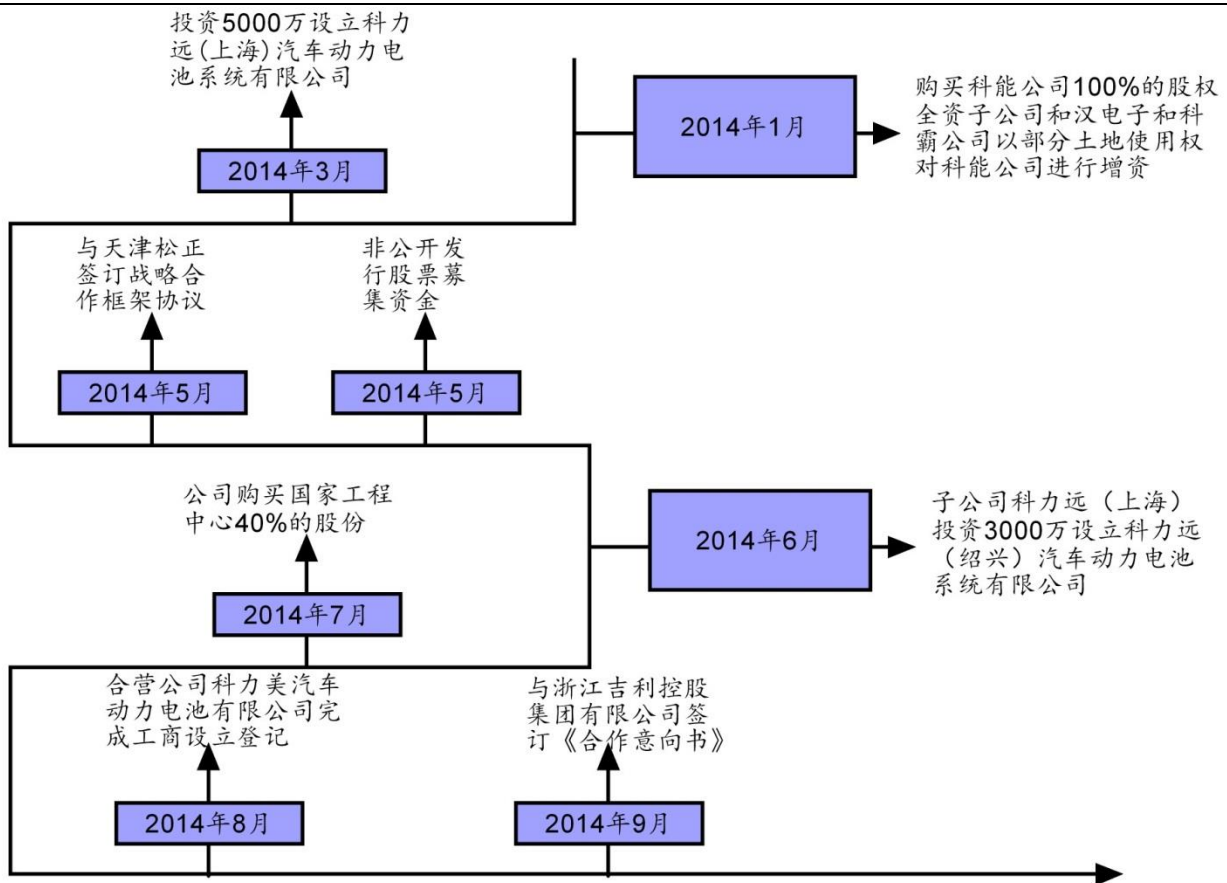 投资5000万设立科力
远(上海)汽车动力电
池系统有限公司
2014年3月
2014年1月
购买科能公司100%的股权
全资子公司和汉电子和科
霸公司以部分土地使用权
对科能公司进行增资
与天津松正
签订战略合
作框架协议
2014年5月
非公开发
行股票募
集资金
2014年5月
公司购买国家工程
中心40%的股份
2014年7月
2014年6月
子公司科力远（上海）
投资3000万设立科力远
（绍兴）汽车动力电池
系统有限公司
合营公司科力美汽车
动力电池有限公司完
成工商设立登记
2014年8月
与浙江吉利控股
集团有限公司签
订《合作意向书》
2014年9月